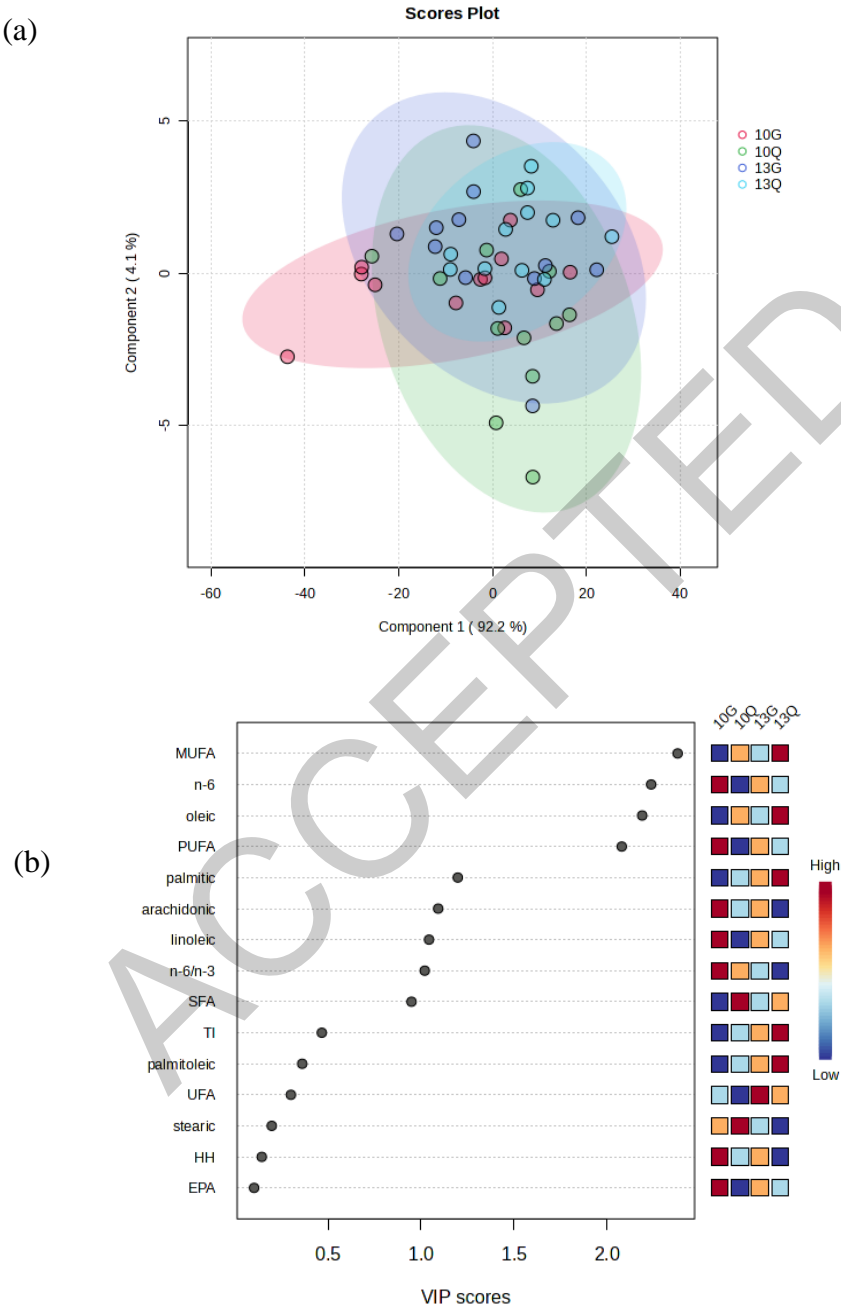 (a)
Scores Plot
Component 2 ( 4.1 %)
5
0
-5
-60 -40 -20 0 20 40
Component 1 ( 92.2 %)
10G
10Q
13G
13Q
ACCEPTED
(b)
10G 10Q 13G 13Q
MUFA
n-6
oleic
PUFA
palmitic
arachidonic
linoleic
n-6/n-3
SFA
TI
palmitoleic
UFA
stearic
HH
EPA
0.5 1.0 1.5 2.0
VIP scores
High
Low